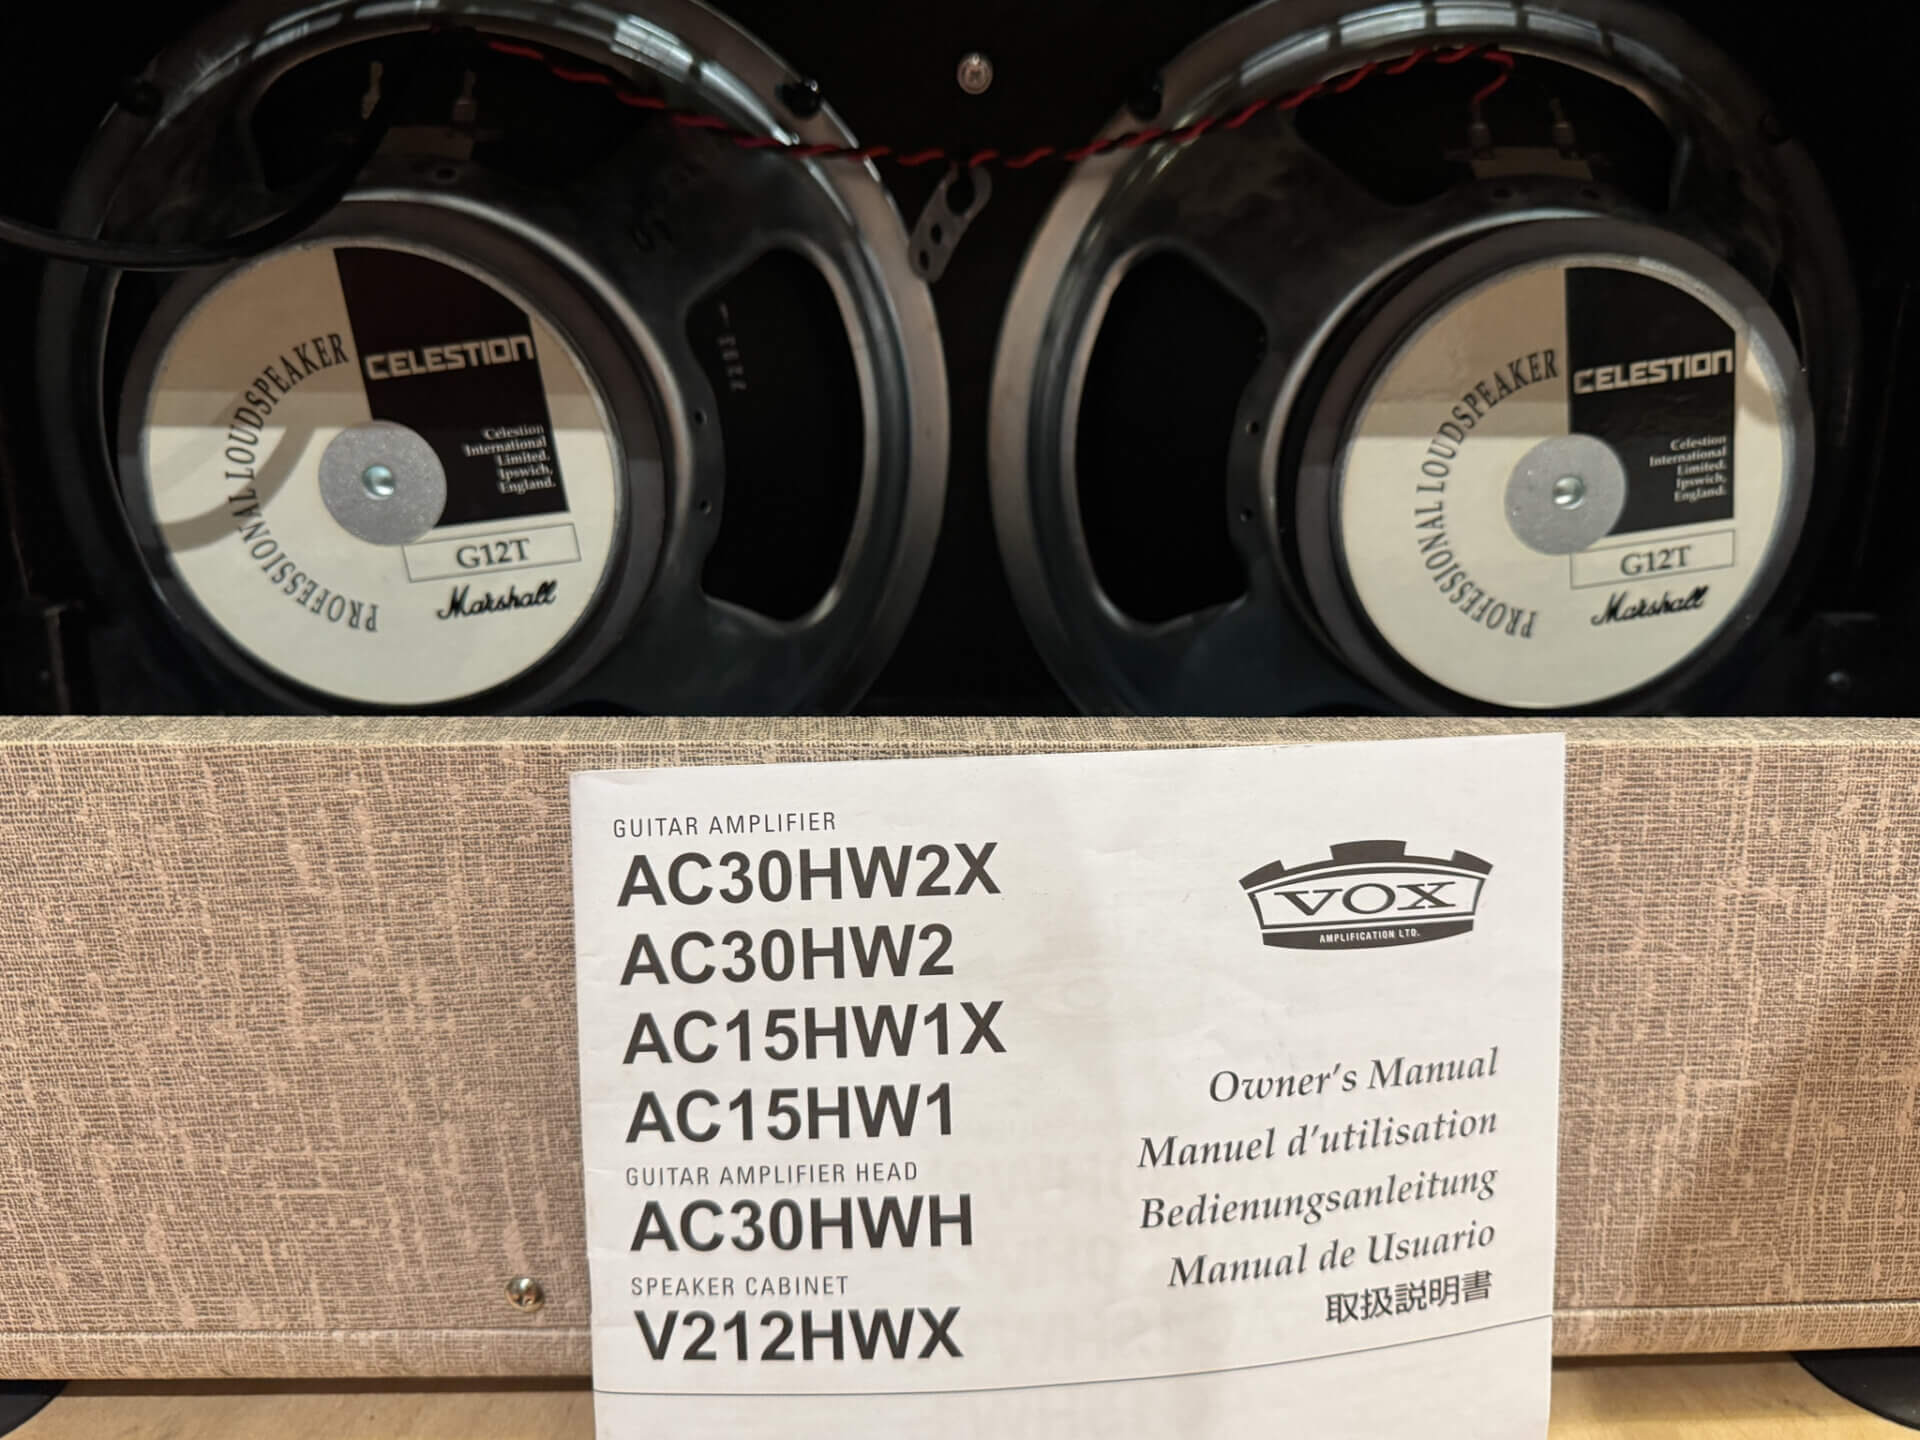 PROFESSIONAL LOUDSPEAKER
CELESTION
Celestion
International
Limited.
Ipswich,
England.
G12T
Marshall
PROFESSIONAL LOUDSPEAKER
CELESTION
Celestion
International
Limited.
Ipswich,
England.
G12T
Marshall
GUITAR AMPLIFIER
AC30HW2X
AC30HW2
AC15HW1X
AC15HW1
GUITAR AMPLIFIER HEAD
AC30HWH
SPEAKER CABINET
V212HWX
VOX
AMPLIFICATION LTD.
Owner's Manual
Manuel d'utilisation
Bedienungsanleitung
Manual de Usuario
取扱説明書